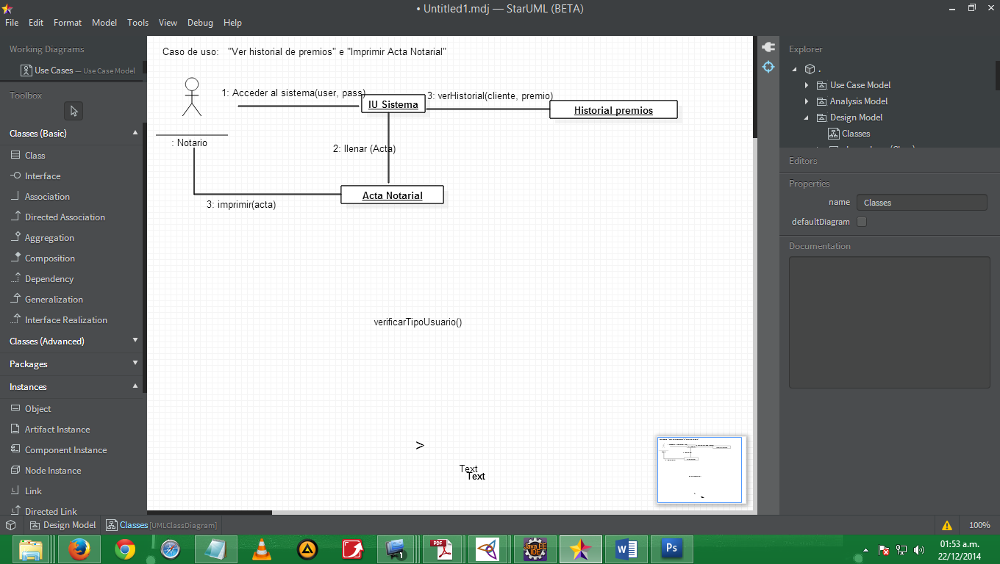 • Untitled1.mdj — StarUML (BETA)
File Edit Format Model Tools View Debug Help
Working Diagrams
Use Cases — Use Case Model
Toolbox
Classes (Basic)
Class
Interface
Association
Directed Association
Aggregation
Composition
Dependency
Generalization
Interface Realization
Classes (Advanced)
Packages
Instances
Object
Artifact Instance
Component Instance
Node Instance
Link
Directed Link
Caso de uso: "Ver historial de premios" e "Imprimir Acta Notarial"
1: Acceder al sistema(user, pass)
IU Sistema
3: verHistorial(cliente, premio)
Historial premios
: Notario
2: llenar (Acta)
Acta Notarial
3: imprimir(acta)
verificarTipoUsuario()
>
Text
Text
Explorer
.
Use Case Model
Analysis Model
Design Model
Classes
Editors
Properties
name Classes
defaultDiagram
Documentation
Design Model Classes [UMLClassDiagram]
100%
PDF
Java EE
IDE
W
Ps
01:53 a.m.
22/12/2014